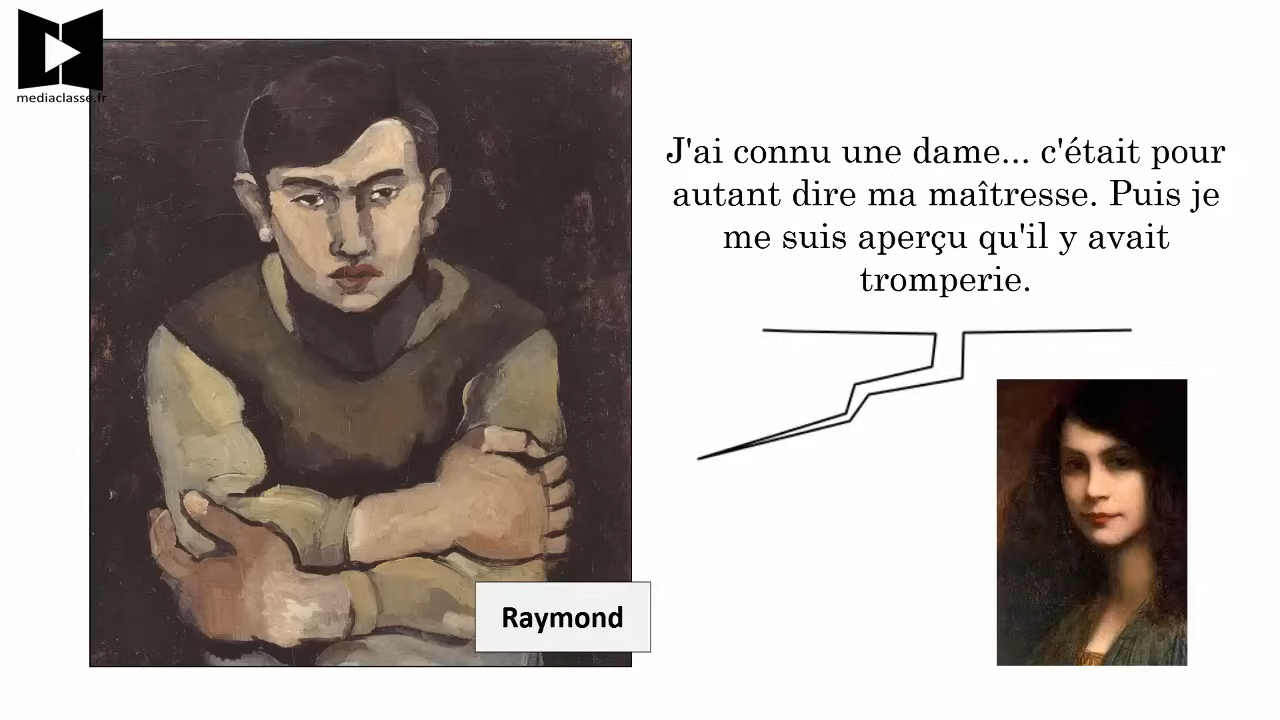 mediaclasse.fr
J'ai connu une dame... c'était pour
autant dire ma maîtresse. Puis je
me suis aperçu qu'il y avait
tromperie.
Raymond